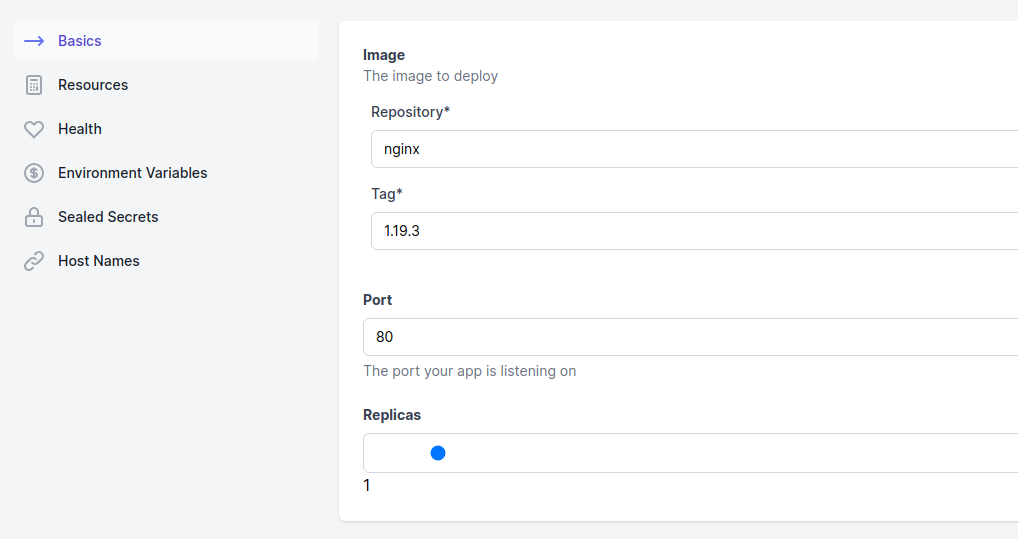 Basics
Resources
Health
Environment Variables
Sealed Secrets
Host Names
Image
The image to deploy
Repository*
nginx
Tag*
1.19.3
Port
80
The port your app is listening on
Replicas
1